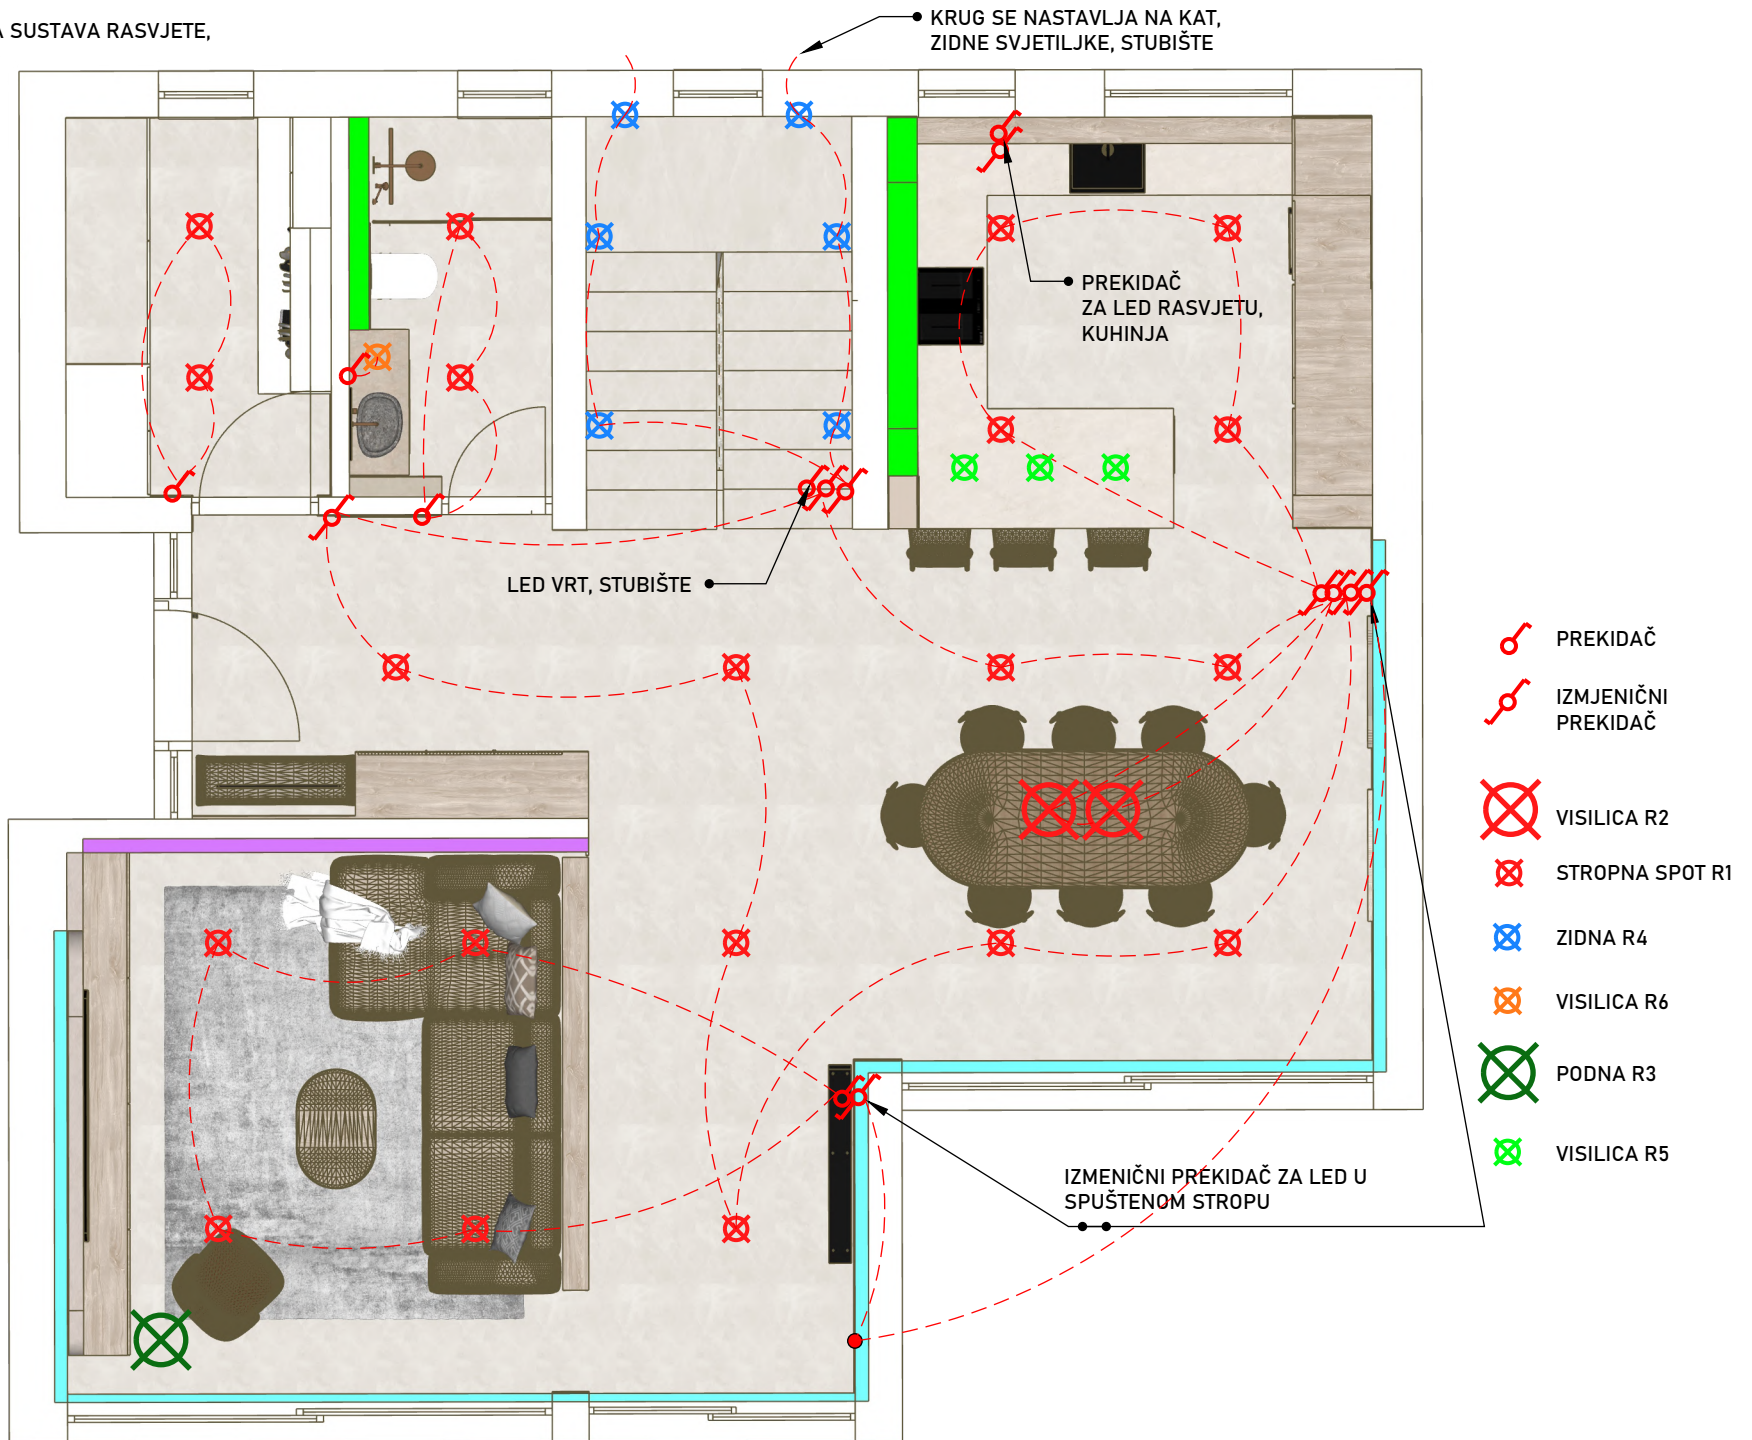 A SUSTAVA RASVJETE,
KRUG SE NASTAVLJA NA KAT,
ZIDNE SVJETILJKE, STUBIŠTE
PREKIDAČ
ZA LED RASVJETU,
KUHINJA
LED VRT, STUBIŠTE
PREKIDAČ
IZMJENIČNI
PREKIDAČ
VISILICA R2
STROPNA SPOT R1
ZIDNA R4
VISILICA R6
PODNA R3
VISILICA R5
IZMENIČNI PREKIDAČ ZA LED U
SPUŠTENOM STROPU